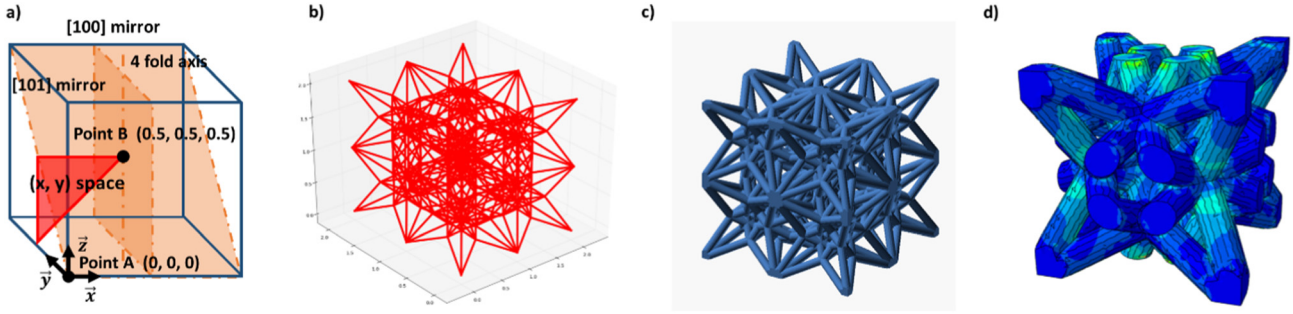 a)
[100] mirror
4 fold axis
[101] mirror
Point B (0.5, 0.5, 0.5)
(x, y) space
z
Point A (0, 0, 0)
y
x
b)
c)
d)